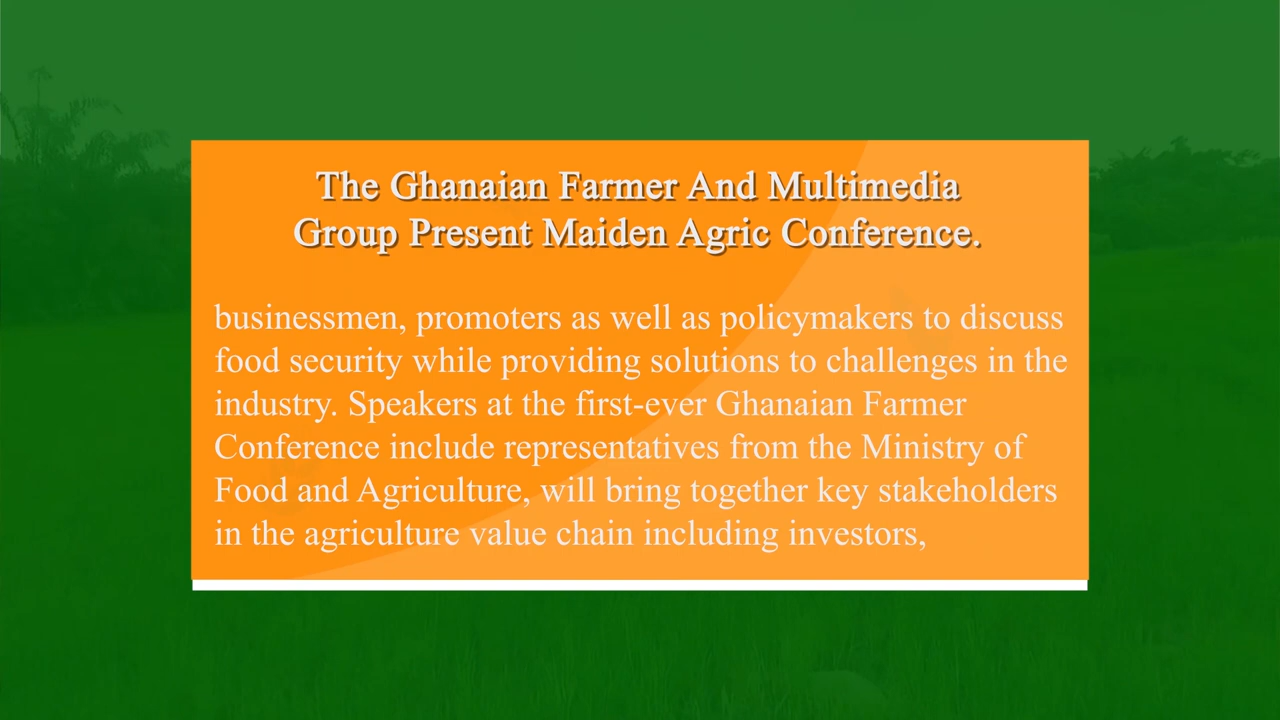 The Ghanaian Farmer And Multimedia
Group Present Maiden Agric Conference.
businessmen, promoters as well as policymakers to discuss
food security while providing solutions to challenges in the
industry. Speakers at the first-ever Ghanaian Farmer
Conference include representatives from the Ministry of
Food and Agriculture, will bring together key stakeholders
in the agriculture value chain including investors,